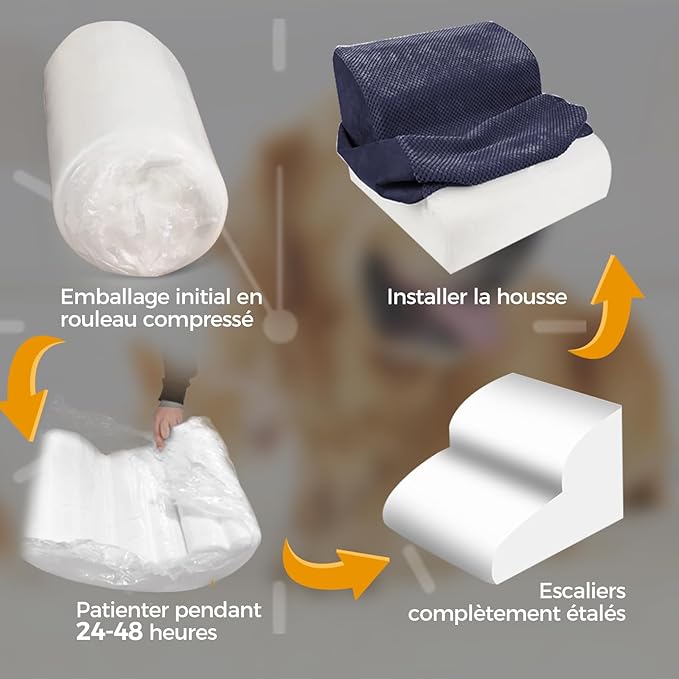 Emballage initial en
rouleau compressé
Installer la housse
Patienter pendant
24-48 heures
Escaliers
complètement étalés